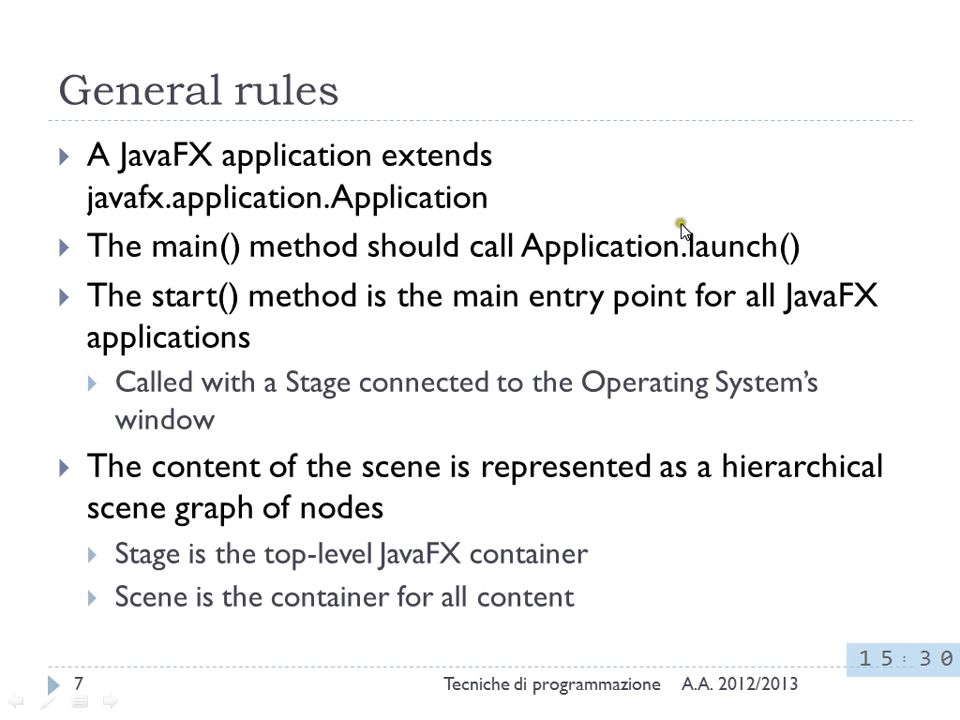 General rules
A JavaFX application extends
javafx.application.Application
The main() method should call Application.launch()
The start() method is the main entry point for all JavaFX
applications
Called with a Stage connected to the Operating System’s
window
The content of the scene is represented as a hierarchical
scene graph of nodes
Stage is the top-level JavaFX container
Scene is the container for all content
15:30
7 Tecniche di programmazione A.A. 2012/2013